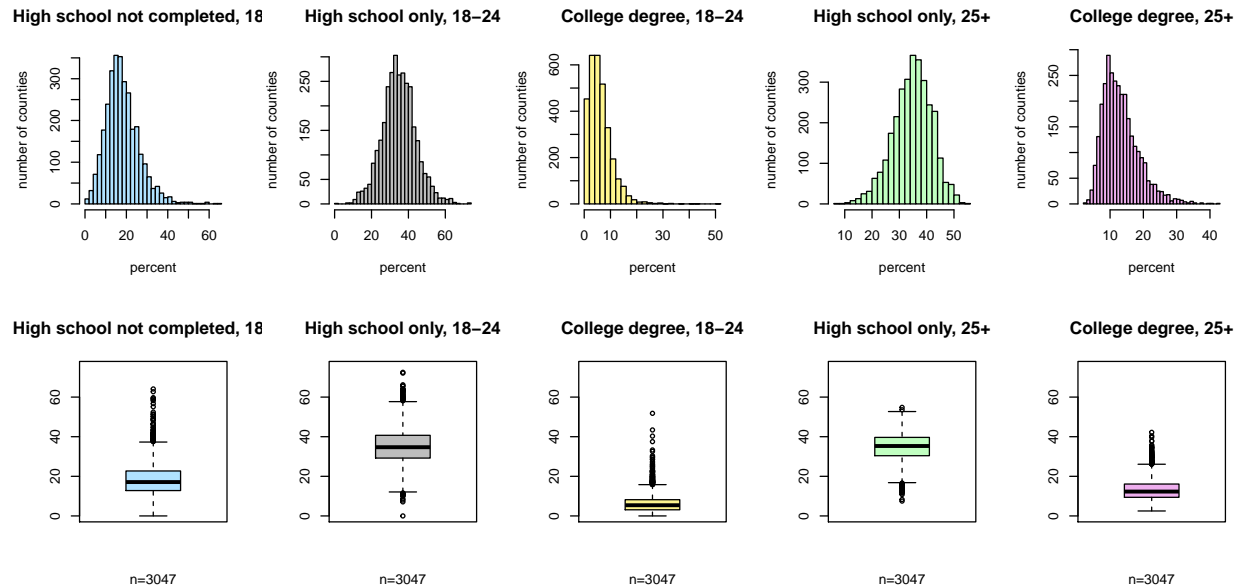 High school not completed, 18
number of counties
0 50 150 300
0 20 40 60
percent
High school only, 18−24
number of counties
0 50 150 250
0 20 40 60
percent
College degree, 18−24
number of counties
0 200 400 600
0 10 30 50
percent
High school only, 25+
number of counties
0 100 200 300
10 20 30 40 50
percent
College degree, 25+
number of counties
0 50 150 250
10 20 30 40
percent
High school not completed, 18
0 20 40 60
n=3047
High school only, 18−24
0 20 40 60
n=3047
College degree, 18−24
0 20 40 60
n=3047
High school only, 25+
0 20 40 60
n=3047
College degree, 25+
0 20 40 60
n=3047